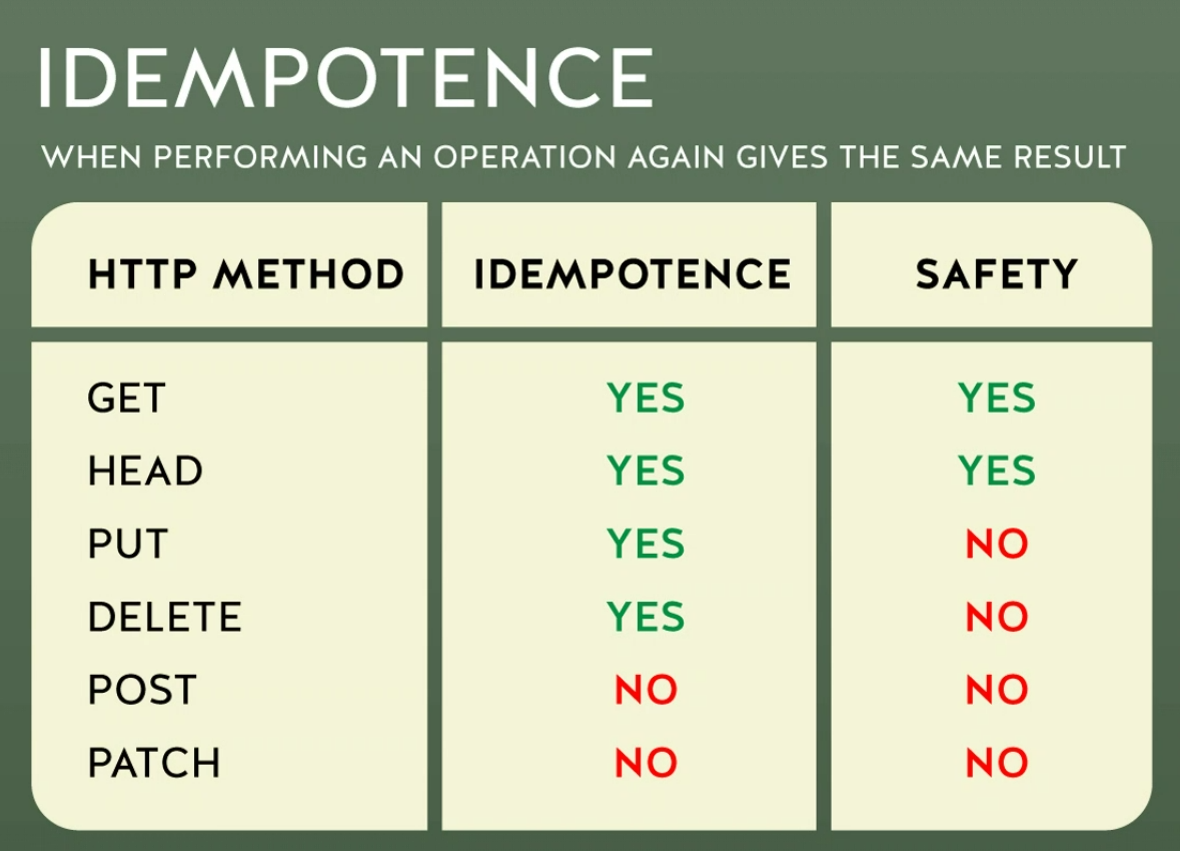 IDEMPOTENCE
WHEN PERFORMING AN OPERATION AGAIN GIVES THE SAME RESULT
HTTP METHOD IDEMPOTENCE SAFETY
GET YES YES
HEAD YES YES
PUT YES NO
DELETE YES NO
POST NO NO
PATCH NO NO